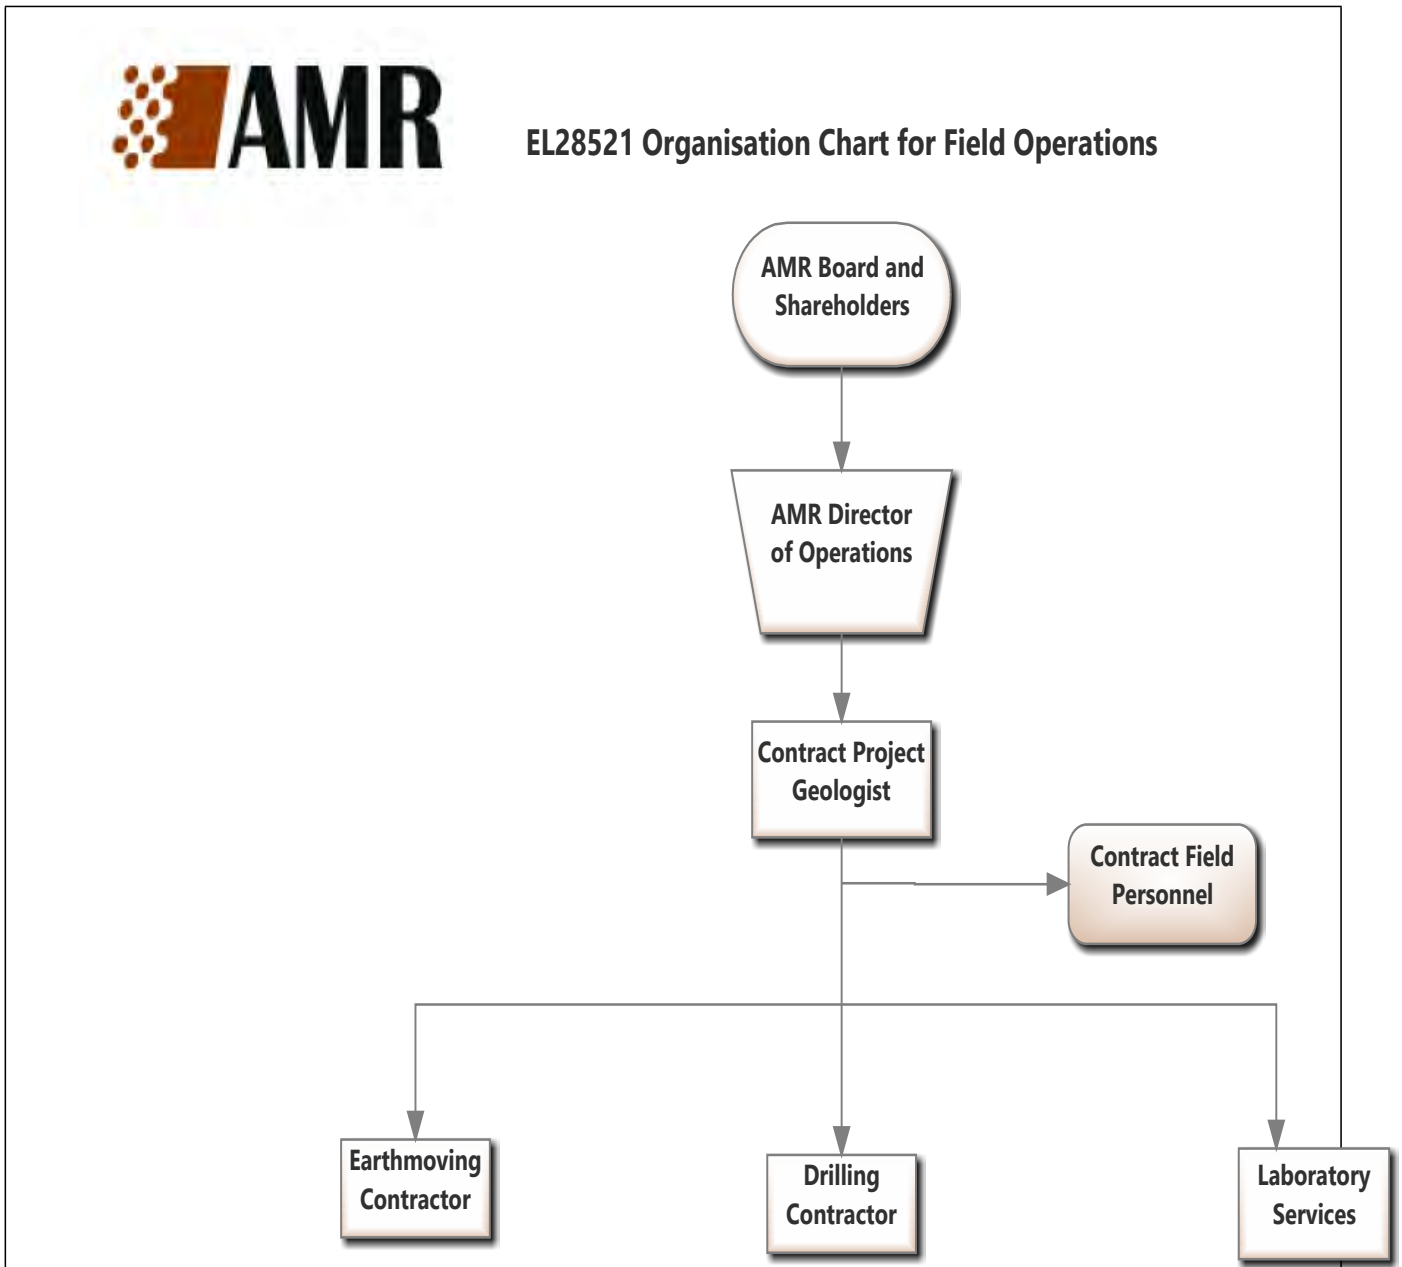 AMR
EL28521 Organisation Chart for Field Operations
AMR Board and
Shareholders
AMR Director
of Operations
Contract Project
Geologist
Contract Field
Personnel
Earthmoving
Contractor
Drilling
Contractor
Laboratory
Services